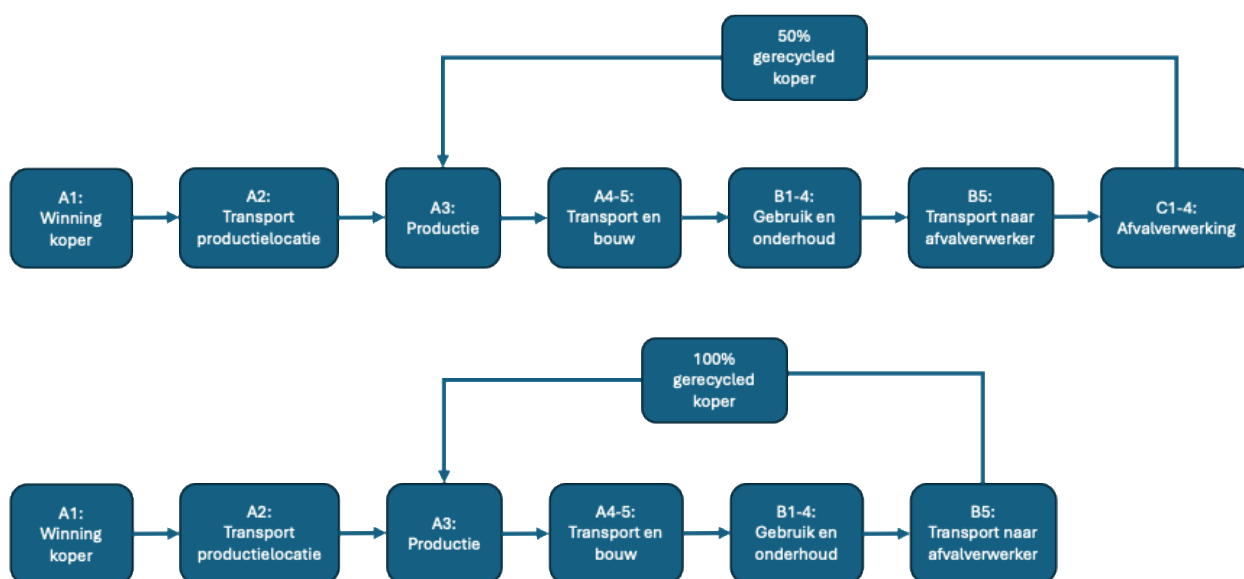 50%
gerecycled
koper
A1:
Winning
koper
A2:
Transport
productielocatie
A3:
Productie
A4-5:
Transport en
bouw
B1-4:
Gebruik en
onderhoud
B5:
Transport naar
afvalverwerker
C1-4:
Afvalverwerking
100%
gerecycled
koper
A1:
Winning
koper
A2:
Transport
productielocatie
A3:
Productie
A4-5:
Transport en
bouw
B1-4:
Gebruik en
onderhoud
B5:
Transport naar
afvalverwerker